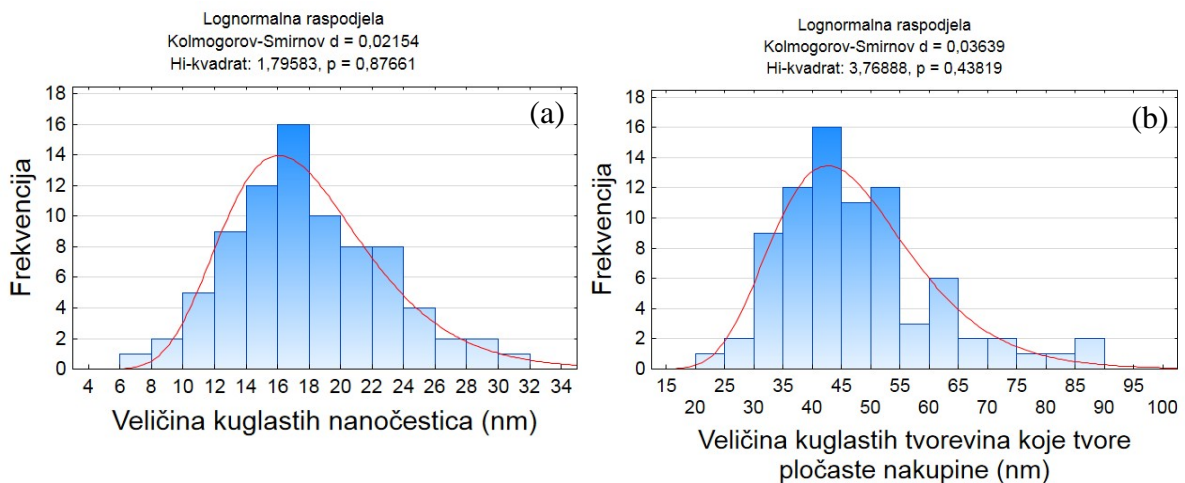 Lognormalna raspodjela
Kolmogorov-Smirnov d = 0,02154
Hi-kvadrat: 1,79583, p = 0,87661
(a)
18
16
14
12
10
8
6
4
2
0
Frekvencija
4 6 8 10 12 14 16 18 20 22 24 26 28 30 32 34
Veličina kuglastih nanočestica (nm)
Lognormalna raspodjela
Kolmogorov-Smirnov d = 0,03639
Hi-kvadrat: 3,76888, p = 0,43819
(b)
18
16
14
12
10
8
6
4
2
0
Frekvencija
15 25 35 45 55 65 75 85 95
20 30 40 50 60 70 80 90 100
Veličina kuglastih tvorevina koje tvore
pločaste nakupine (nm)